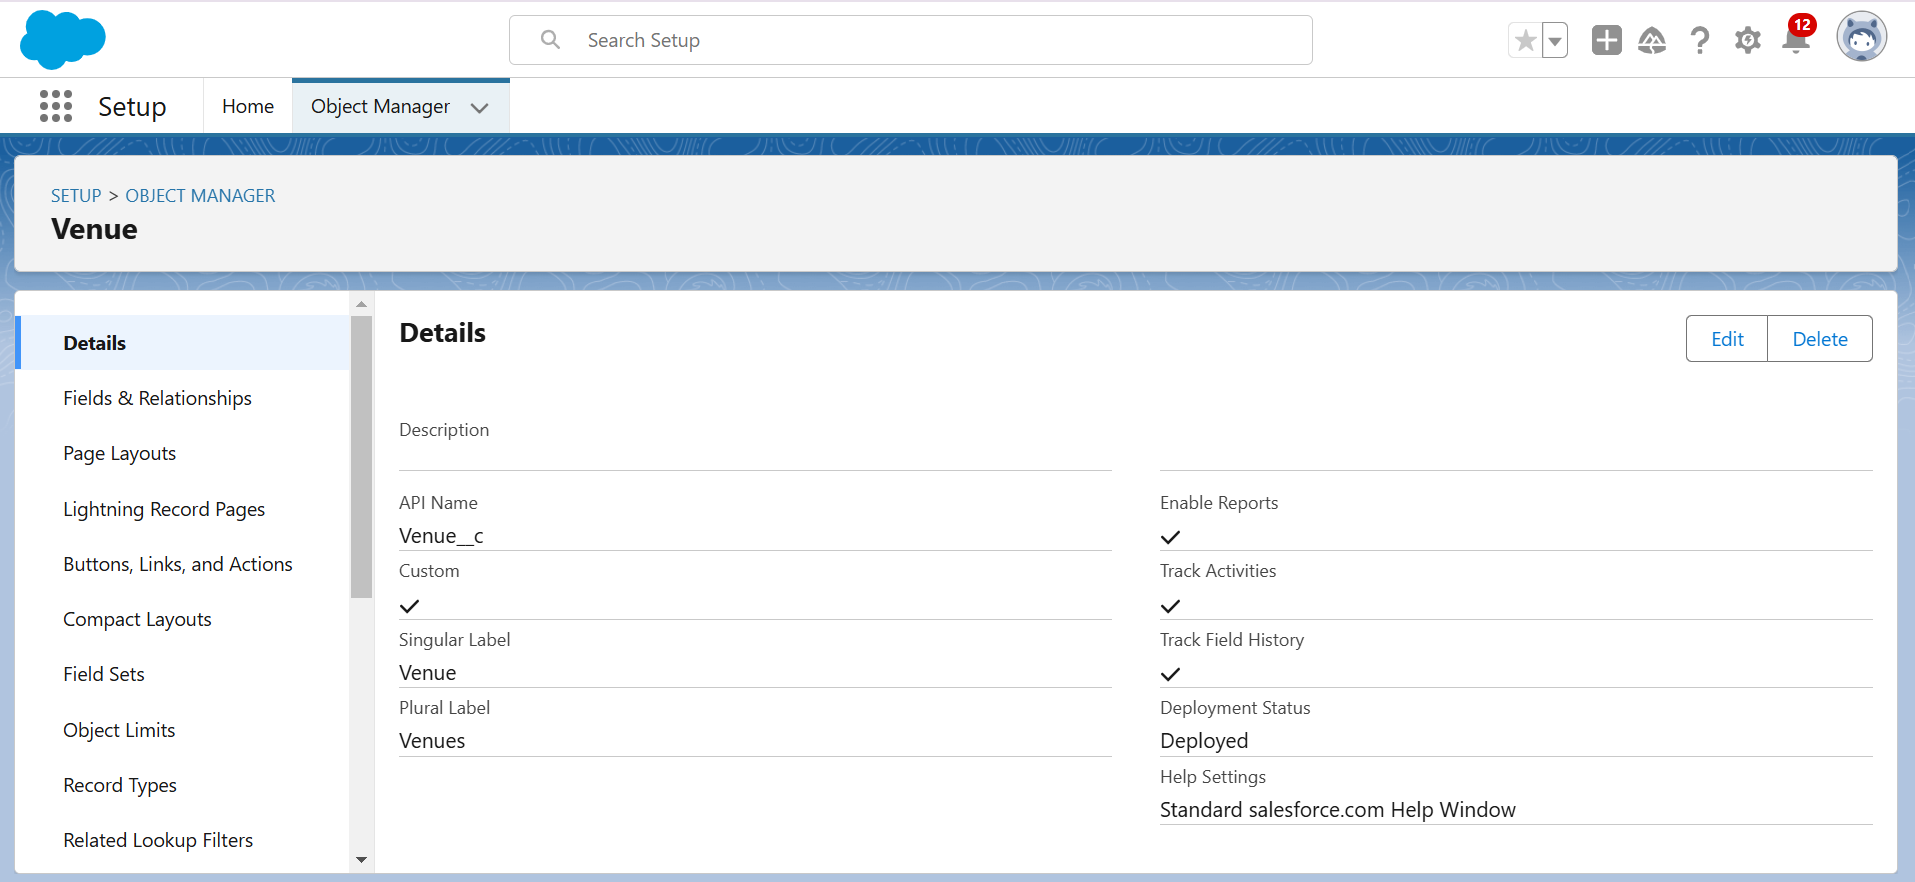 Search Setup
12
Setup
Home
Object Manager
SETUP > OBJECT MANAGER
Venue
Details
Fields & Relationships
Page Layouts
Lightning Record Pages
Buttons, Links, and Actions
Compact Layouts
Field Sets
Object Limits
Record Types
Related Lookup Filters
Details
Edit
Delete
Description
API Name
Venue__c
Custom
Singular Label
Venue
Plural Label
Venues
Enable Reports
Track Activities
Track Field History
Deployment Status
Deployed
Help Settings
Standard salesforce.com Help Window